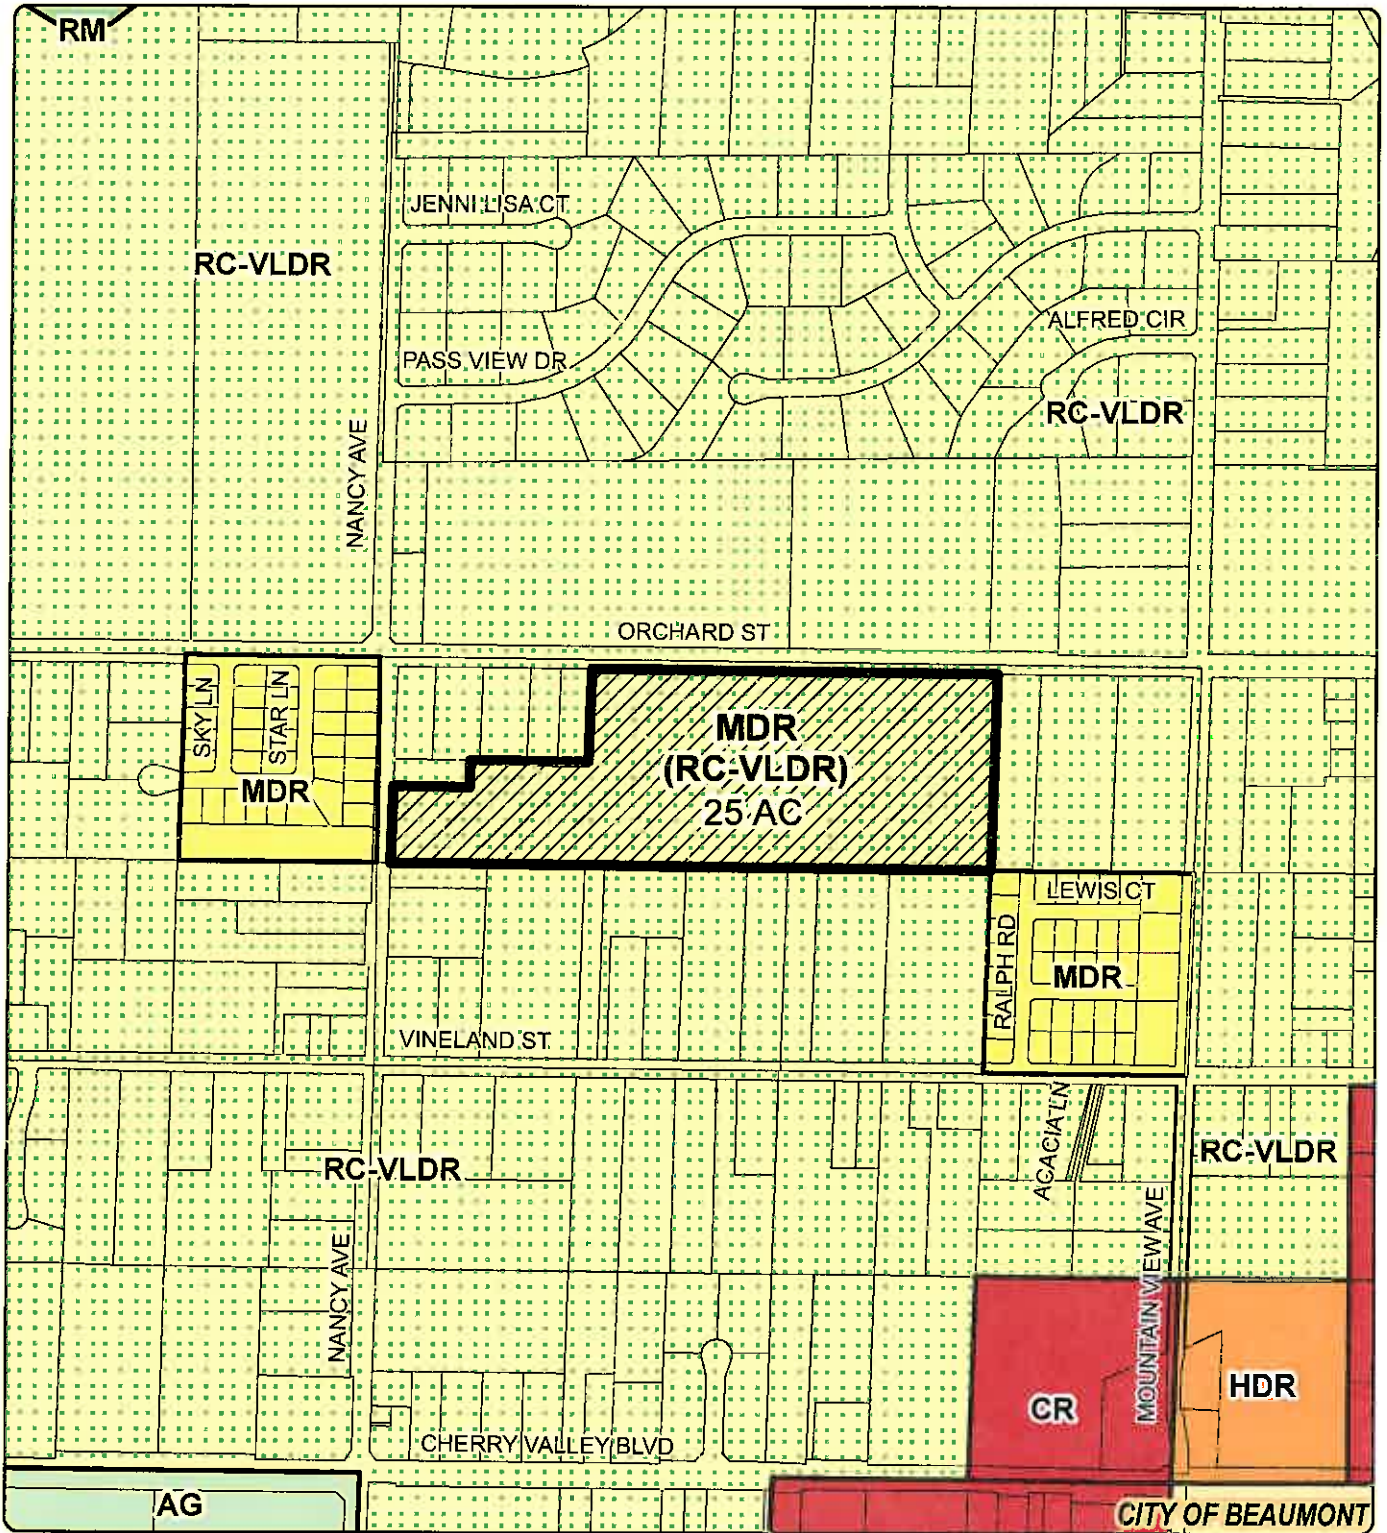 RM
JENNI LISA CT
RC-VLDR
ALFRED CIR
PASS VIEW DR
RC-VLDR
NANCY AVE
ORCHARD ST
SKY LN
STAR LN
MDR
MDR
(RC-VLDR)
25 AC
LEWIS CT
RALPH RD
MDR
VINELAND ST
ACACIA LN
RC-VLDR
RC-VLDR
NANCY AVE
MOUNTAIN VIEW AVE
HDR
CR
CHERRY VALLEY BLVD
AG
CITY OF BEAUMONT